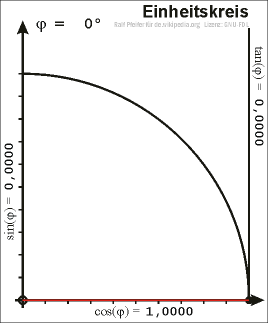 Einheitskreis
Ralf Pfeifer für de.wikipedia.org Lizenz: GNU-FDL
φ = 0°
tan(φ) = 0,0000
sin(φ) = 0,0000
cos(φ) = 1,0000